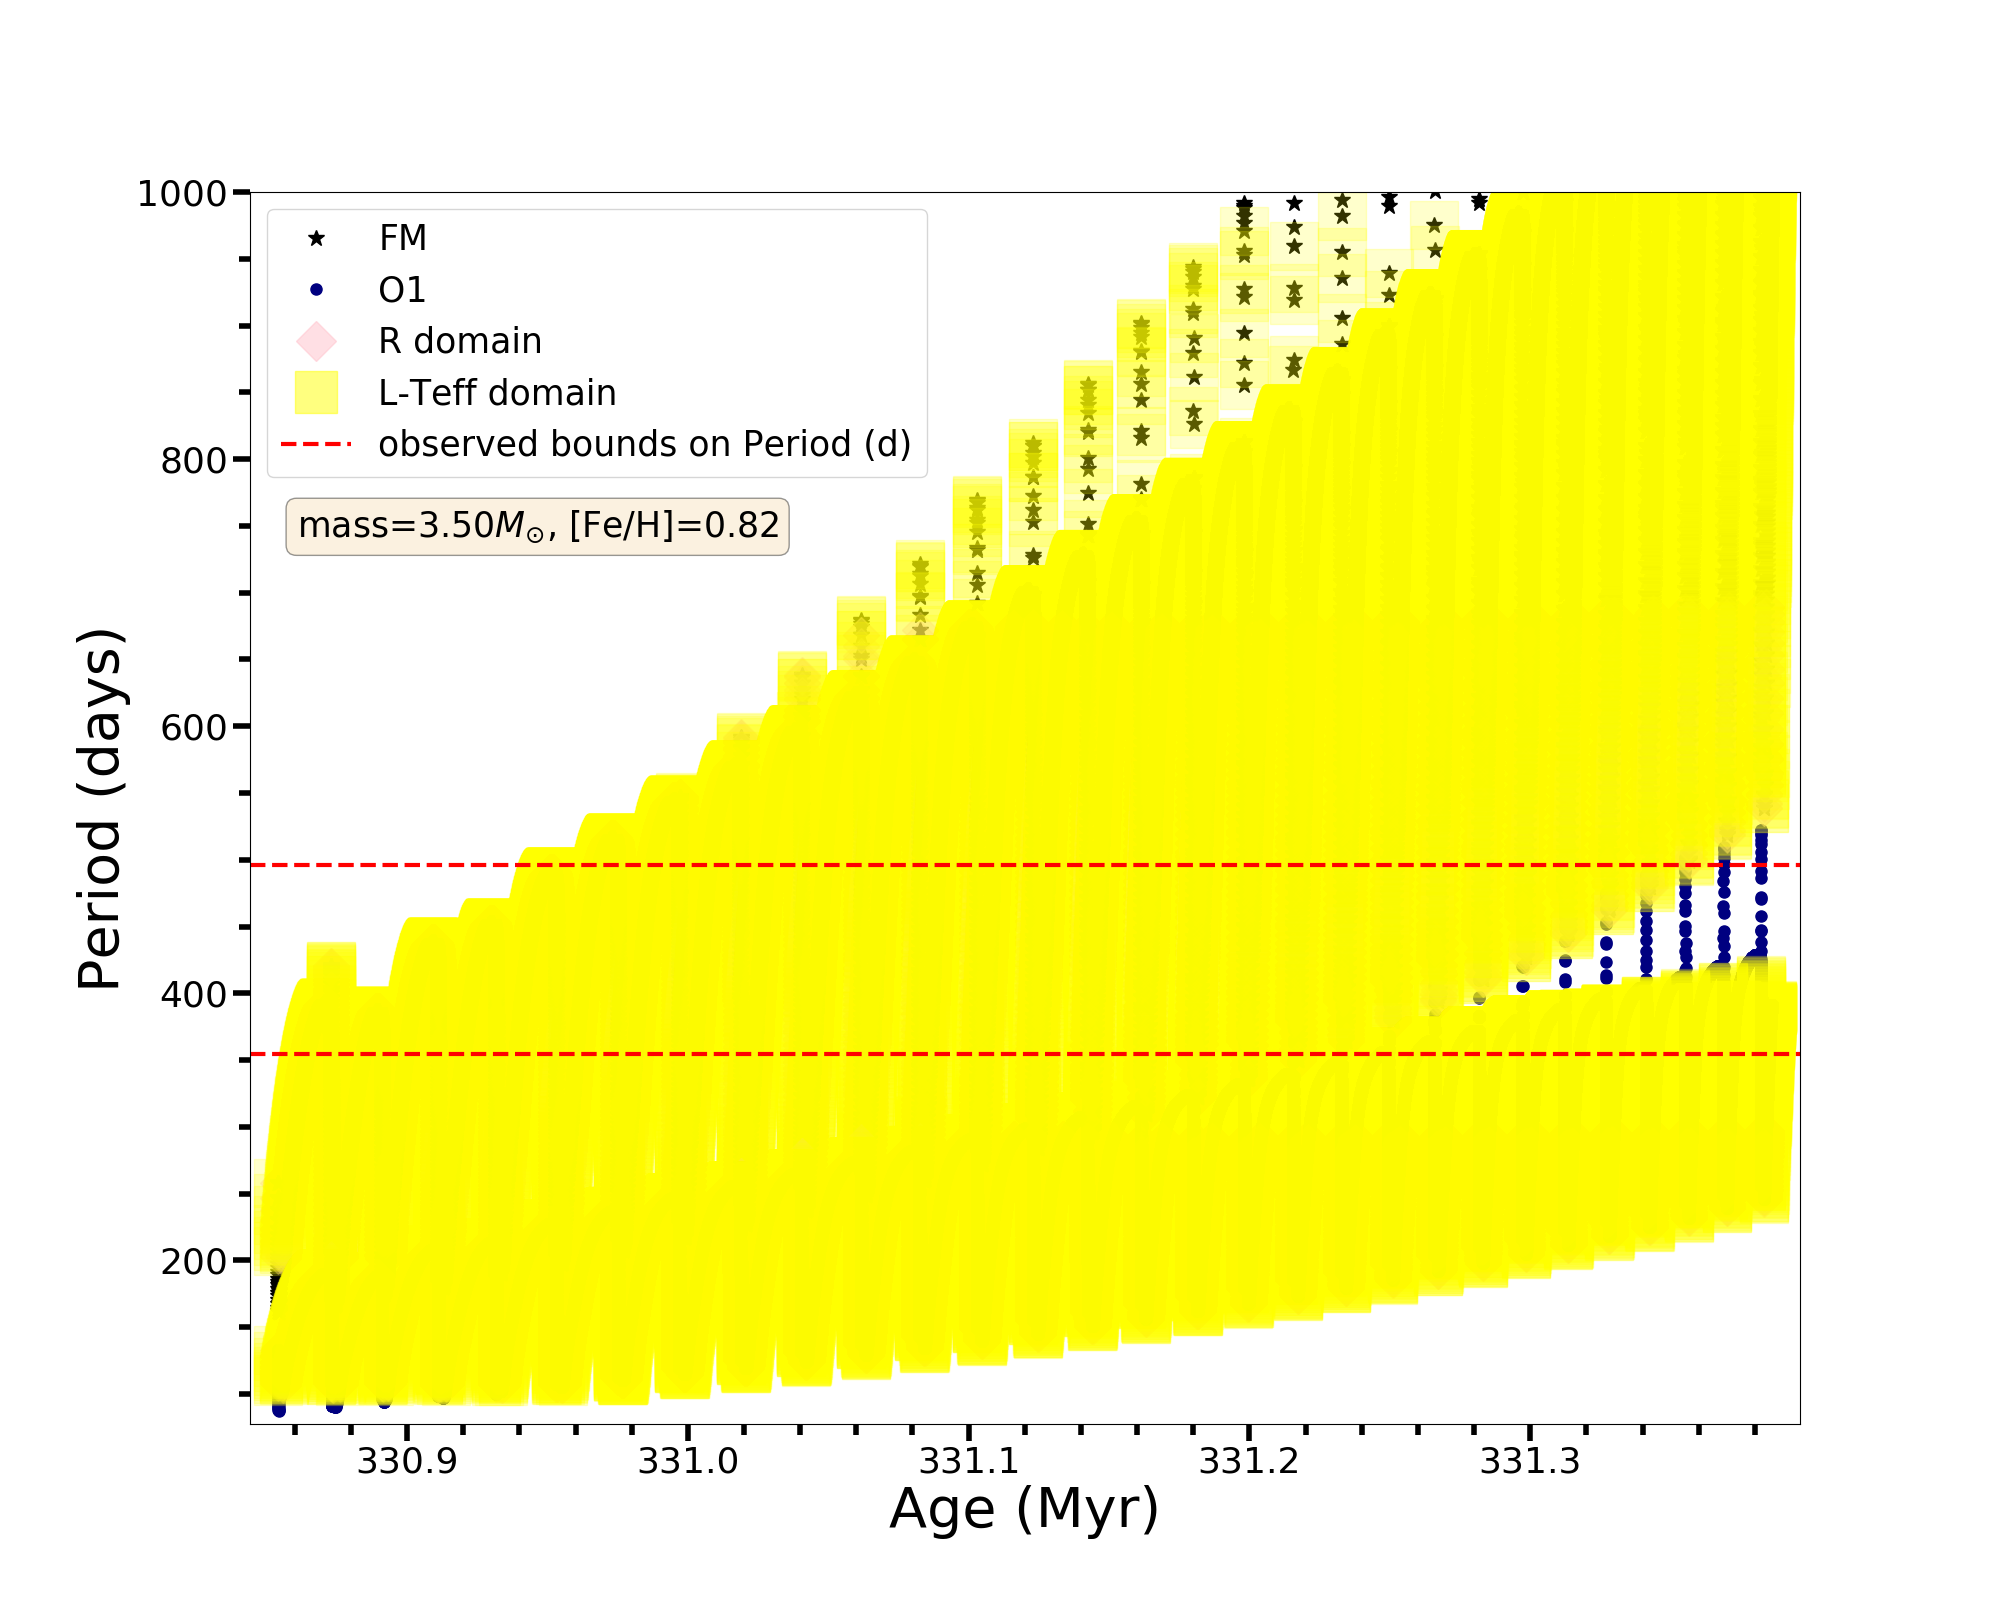 1000
800
600
400
200
Period (days)
FM
O1
R domain
L-Teff domain
observed bounds on Period (d)
mass=3.50M⊙, [Fe/H]=0.82
330.9 331.0 331.1 331.2 331.3
Age (Myr)